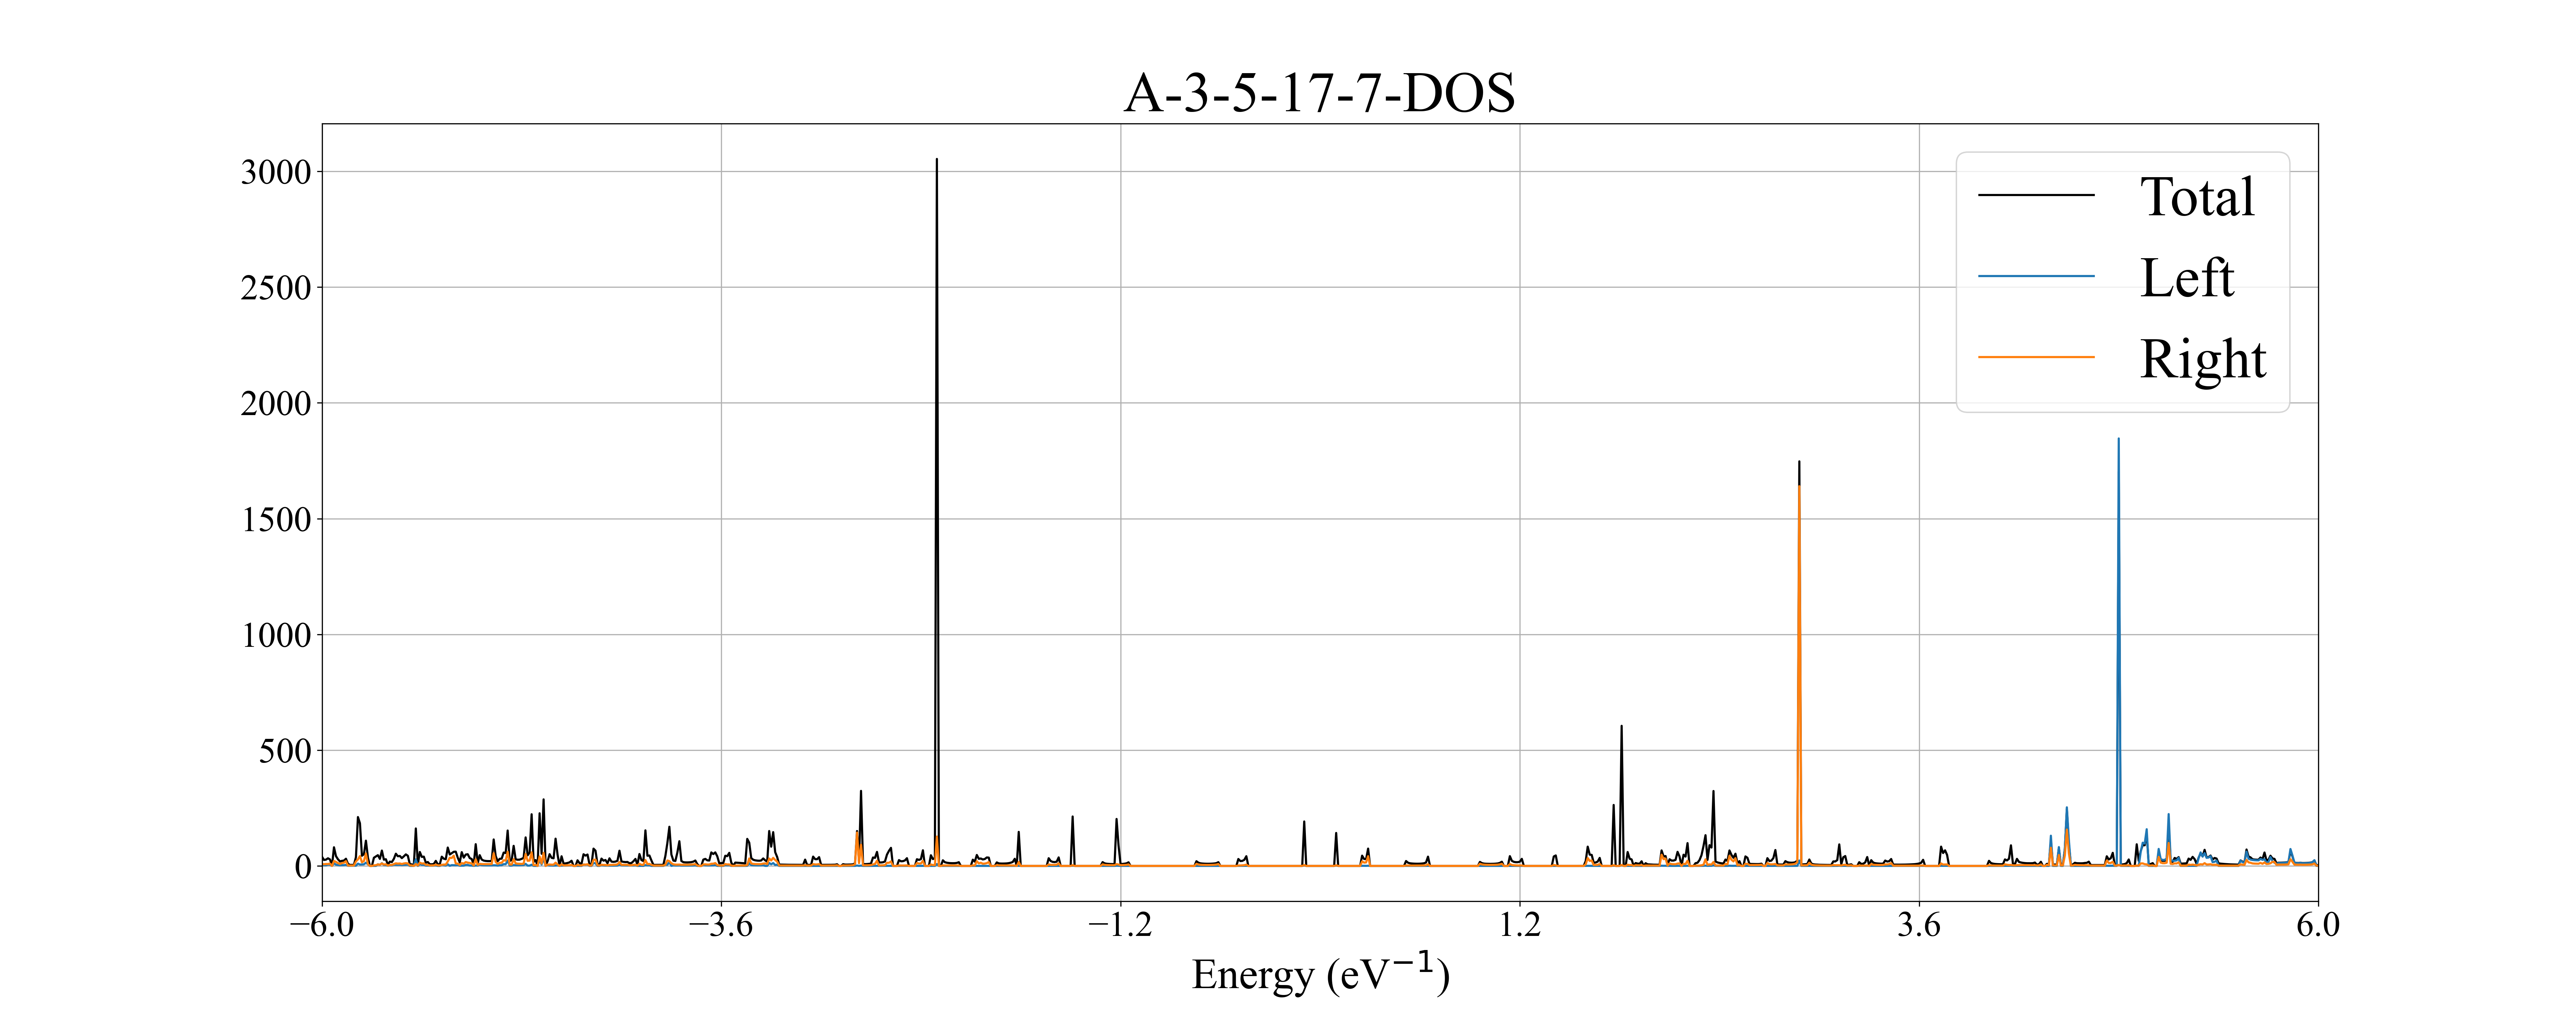 A-3-5-17-7-DOS
3000
2500
2000
1500
1000
500
0
Total
Left
Right
−6.0 −3.6 −1.2 1.2 3.6 6.0
Energy (eV⁻¹)